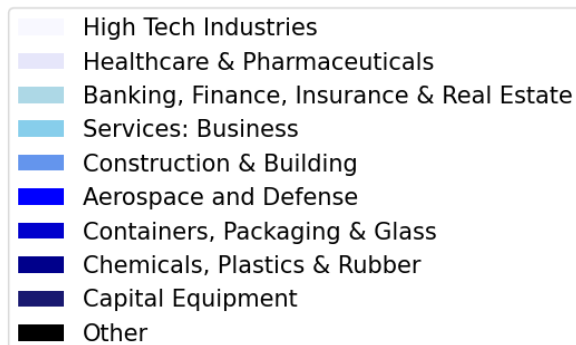 High Tech Industries
Healthcare & Pharmaceuticals
Banking, Finance, Insurance & Real Estate
Services: Business
Construction & Building
Aerospace and Defense
Containers, Packaging & Glass
Chemicals, Plastics & Rubber
Capital Equipment
Other